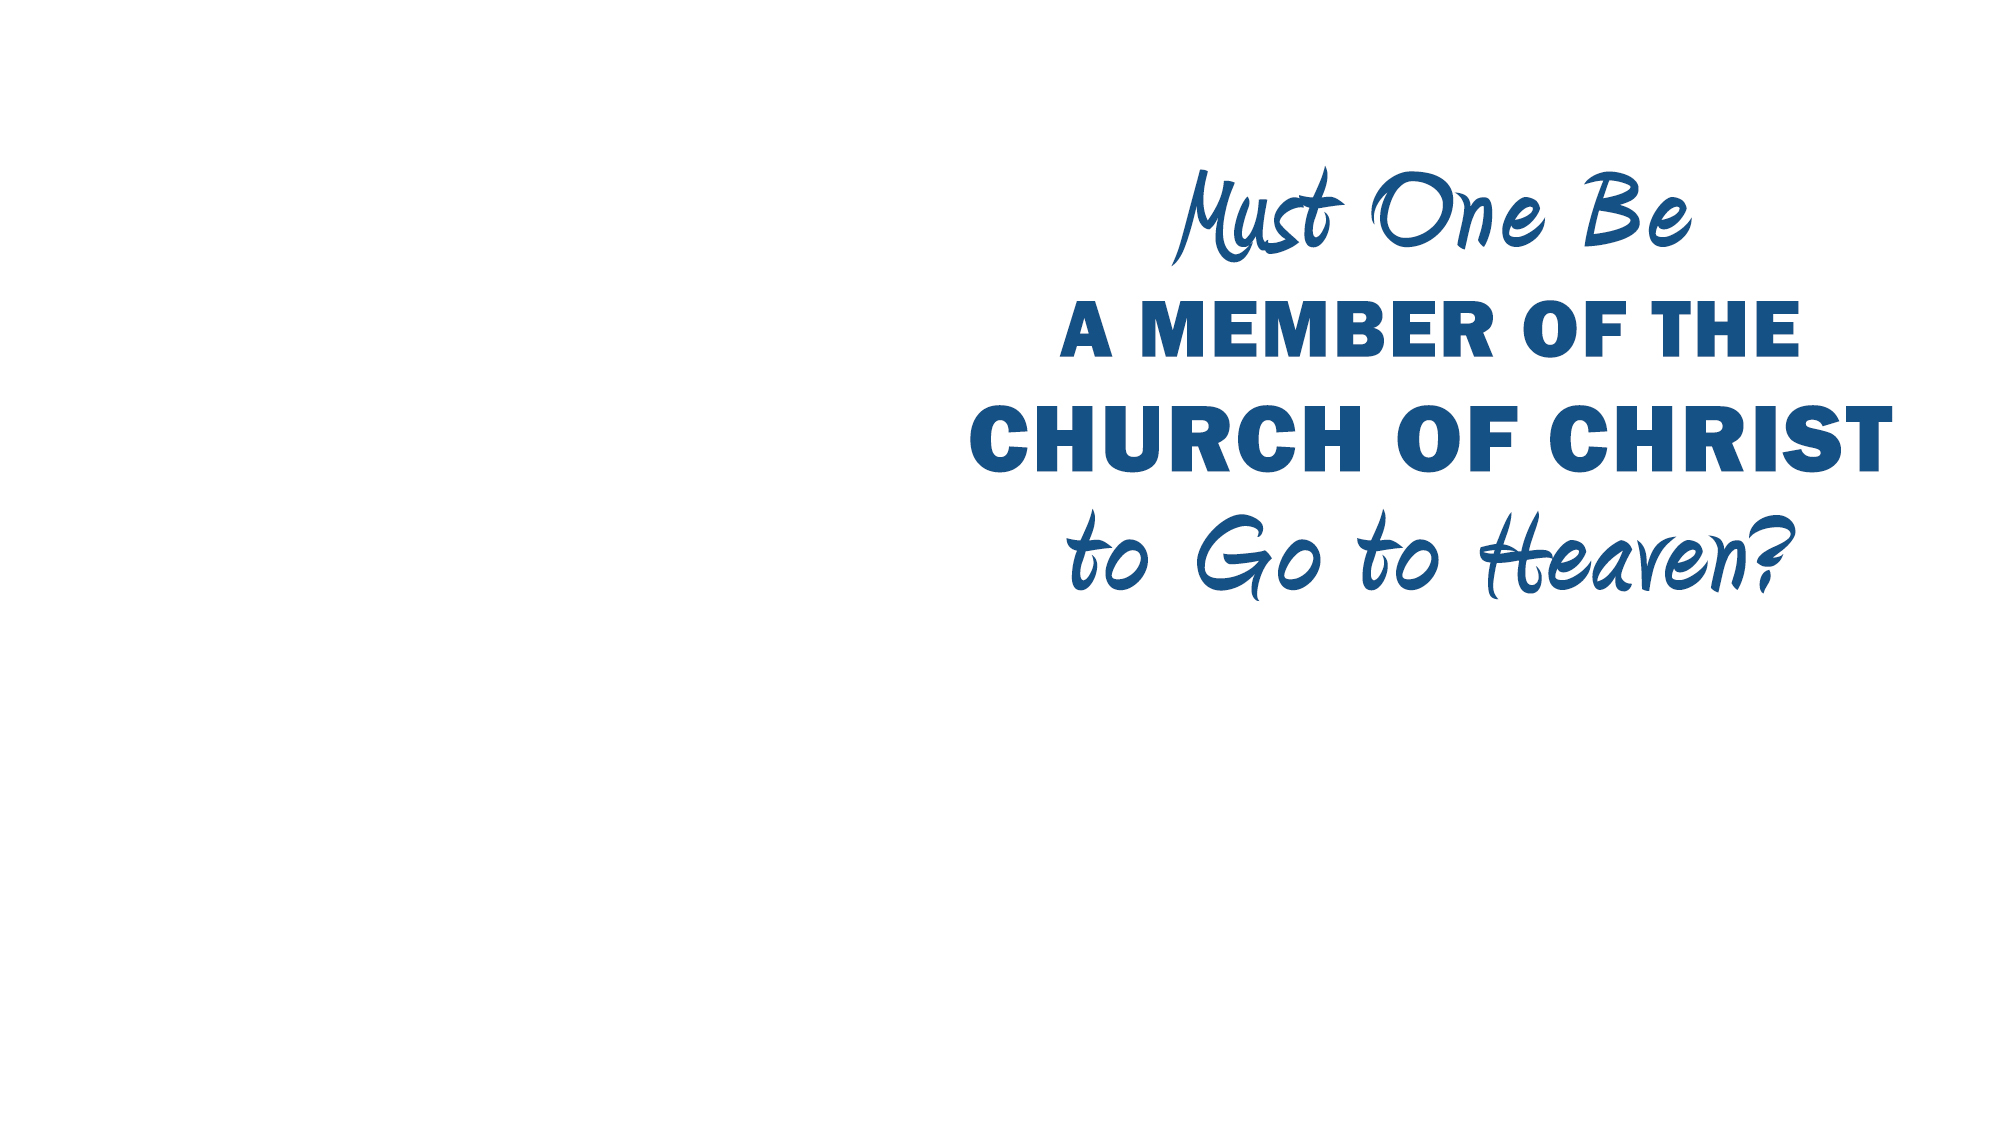 Must One Be
A MEMBER OF THE
CHURCH OF CHRIST
to Go to Heaven?